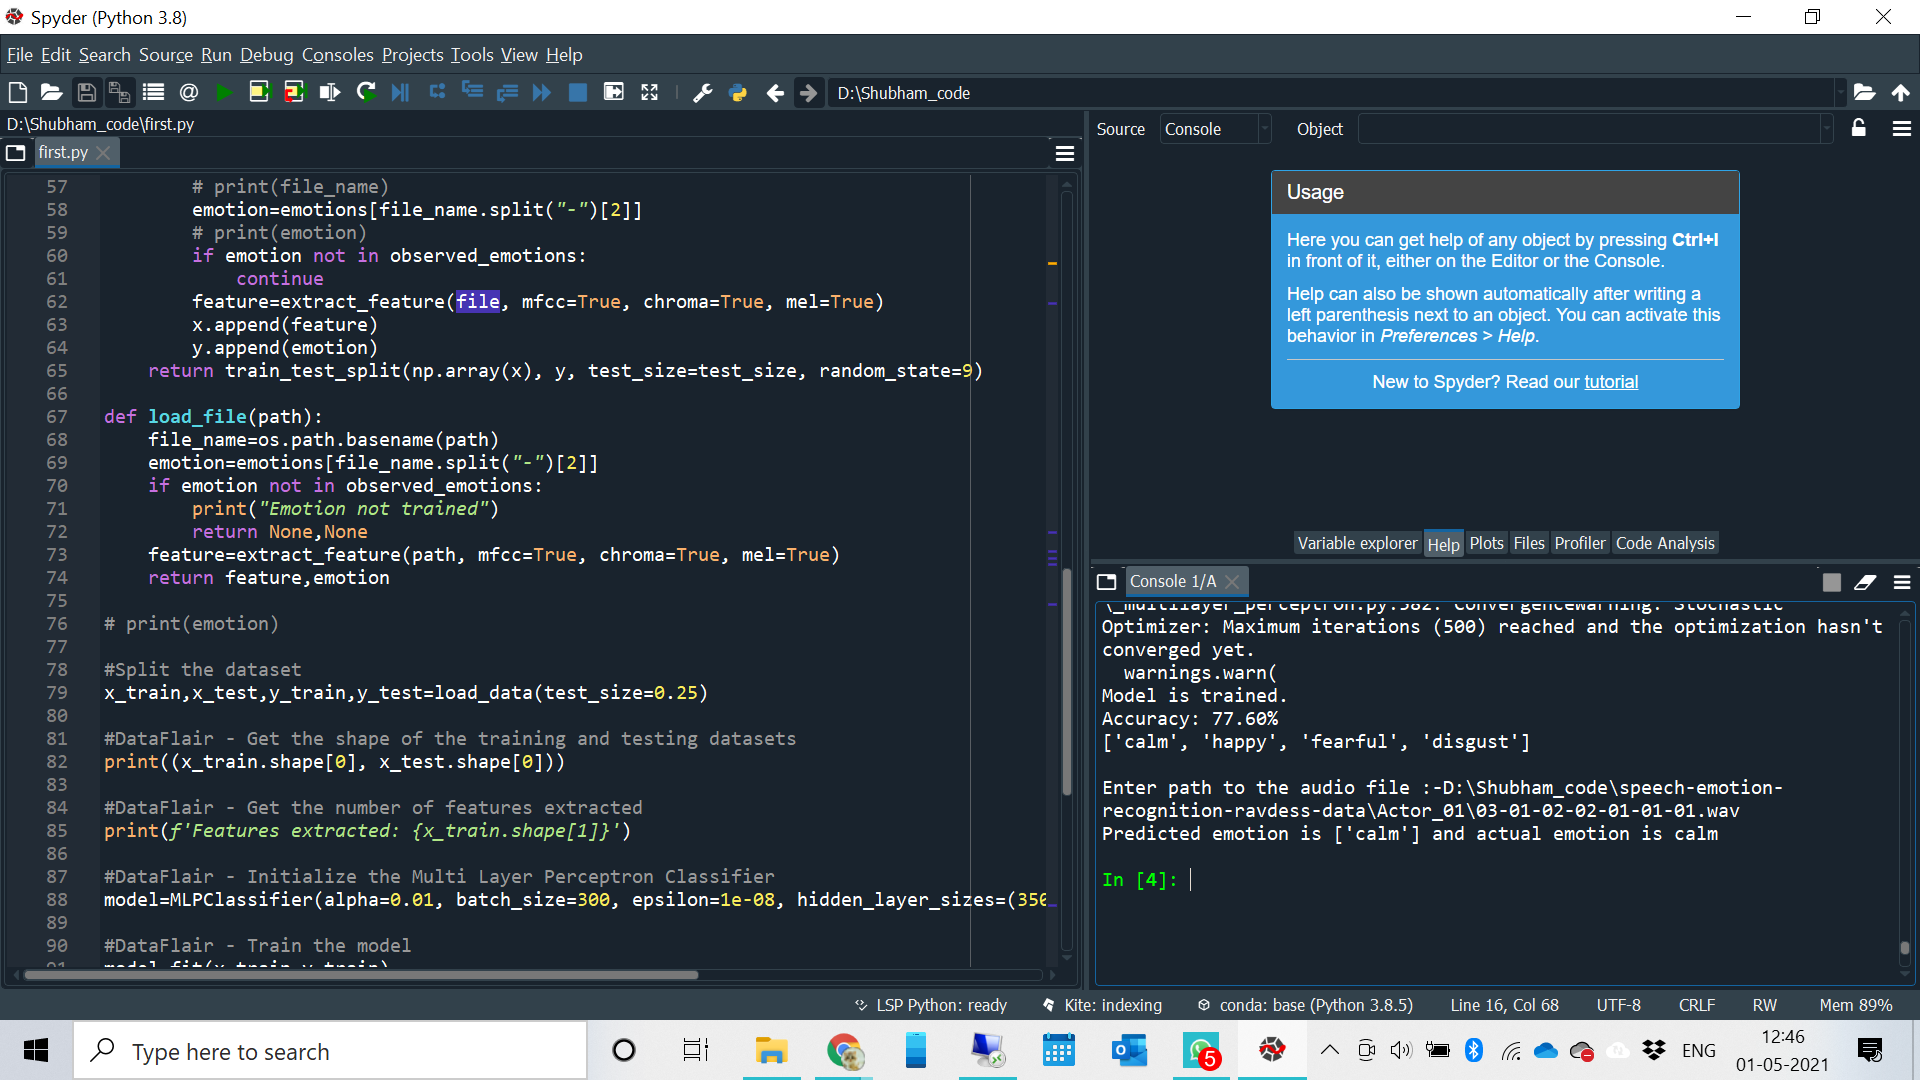 Spyder (Python 3.8)
File Edit Search Source Run Debug Consoles Projects Tools View Help
D:\Shubham_code
D:\Shubham_code\first.py
first.py
57 # print(file_name)
58 emotion=emotions[file_name.split("-")[2]]
59 # print(emotion)
60 if emotion not in observed_emotions:
61 continue
62 feature=extract_feature(file, mfcc=True, chroma=True, mel=True)
63 x.append(feature)
64 y.append(emotion)
65 return train_test_split(np.array(x), y, test_size=test_size, random_state=9)
66
67 def load_file(path):
68 file_name=os.path.basename(path)
69 emotion=emotions[file_name.split("-")[2]]
70 if emotion not in observed_emotions:
71 print("Emotion not trained")
72 return None,None
73 feature=extract_feature(path, mfcc=True, chroma=True, mel=True)
74 return feature,emotion
75
76 # print(emotion)
77
78 #Split the dataset
79 x_train,x_test,y_train,y_test=load_data(test_size=0.25)
80
81 #DataFlair - Get the shape of the training and testing datasets
82 print((x_train.shape[0], x_test.shape[0]))
83
84 #DataFlair - Get the number of features extracted
85 print(f'Features extracted: {x_train.shape[1]}')
86
87 #DataFlair - Initialize the Multi Layer Perceptron Classifier
88 model=MLPClassifier(alpha=0.01, batch_size=300, epsilon=1e-08, hidden_layer_sizes=(350
89
90 #DataFlair - Train the model
91 model.fit(x_train,y_train)
Source Console Object
Usage
Here you can get help of any object by pressing Ctrl+I
in front of it, either on the Editor or the Console.
Help can also be shown automatically after writing a
left parenthesis next to an object. You can activate this
behavior in Preferences > Help.
New to Spyder? Read our tutorial
Variable explorer Help Plots Files Profiler Code Analysis
Console 1/A
\_multilayer_perceptron.py:582: ConvergenceWarning: Stochastic
Optimizer: Maximum iterations (500) reached and the optimization hasn't
converged yet.
warnings.warn(
Model is trained.
Accuracy: 77.60%
['calm', 'happy', 'fearful', 'disgust']
Enter path to the audio file :-D:\Shubham_code\speech-emotion-
recognition-ravdess-data\Actor_01\03-01-02-02-01-01-01.wav
Predicted emotion is ['calm'] and actual emotion is calm
In [4]:
LSP Python: ready Kite: indexing conda: base (Python 3.8.5) Line 16, Col 68 UTF-8 CRLF RW Mem 89%
Type here to search
5
ENG
12:46
01-05-2021